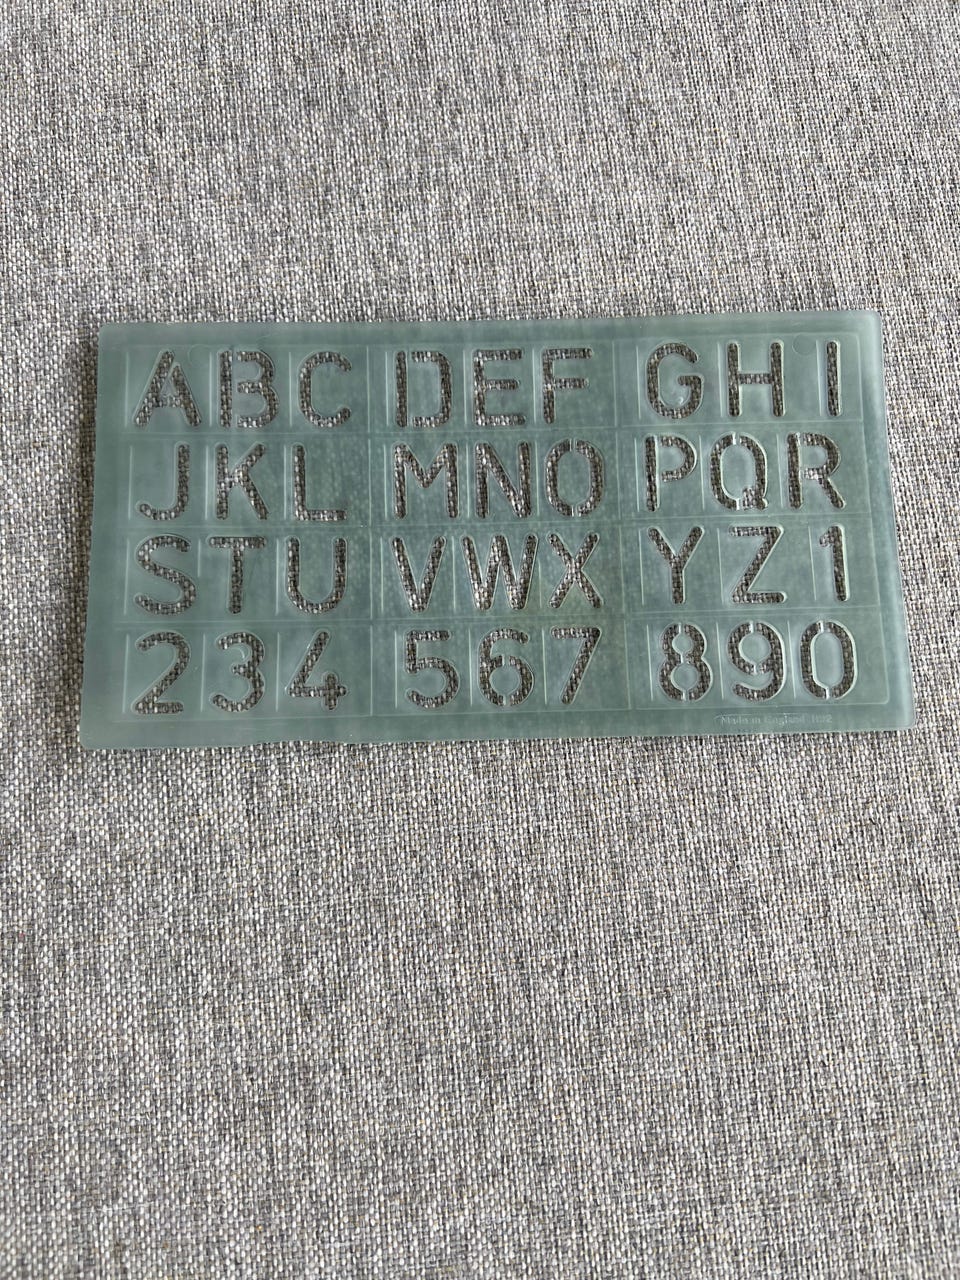 ABC DEF GHI
JKL MNO PQR
STU VWX YZ1
234 567 890
Made in England